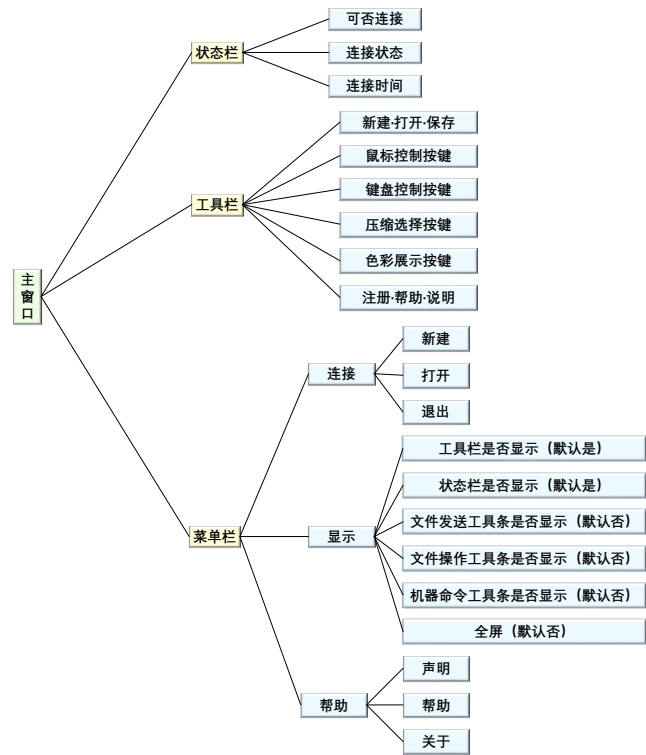 主窗口
状态栏
可否连接
连接状态
连接时间
工具栏
新建·打开·保存
鼠标控制按键
键盘控制按键
压缩选择按键
色彩展示按键
注册·帮助·说明
菜单栏
连接
新建
打开
退出
显示
工具栏是否显示（默认是）
状态栏是否显示（默认是）
文件发送工具条是否显示（默认否）
文件操作工具条是否显示（默认否）
机器命令工具条是否显示（默认否）
全屏（默认否）
帮助
声明
帮助
关于